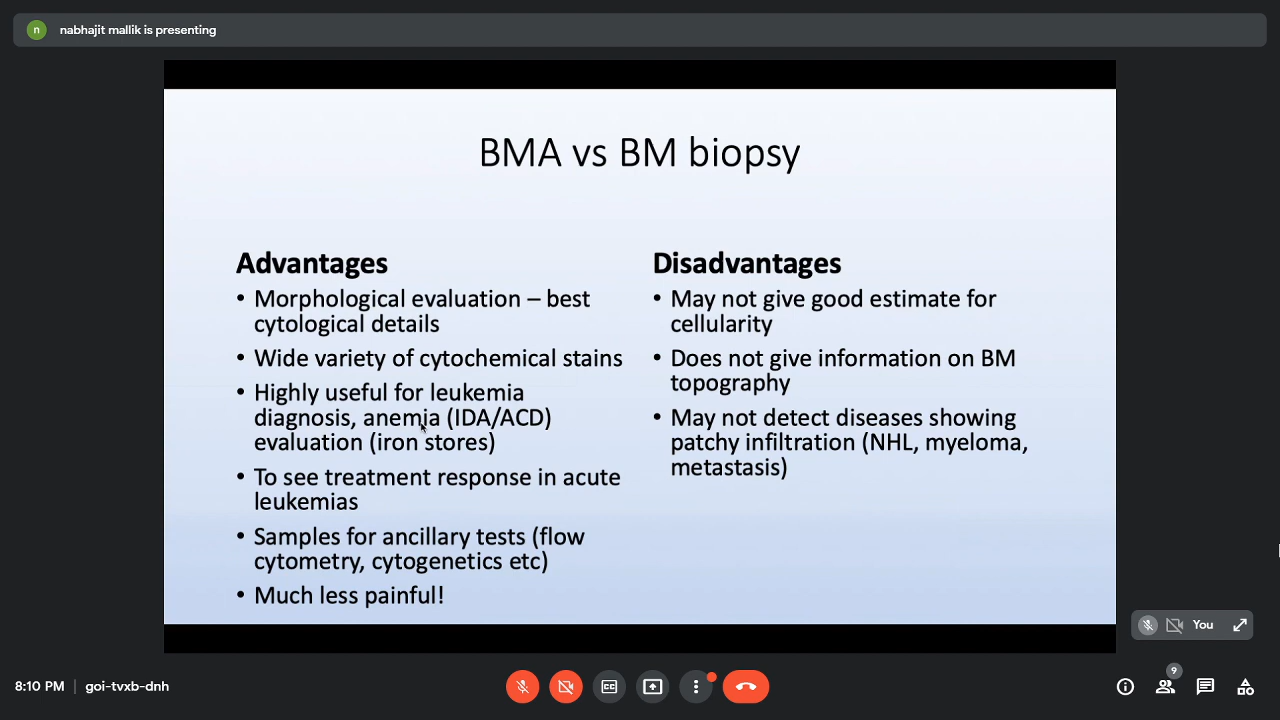 n
nabhajit mallik is presenting
BMA vs BM biopsy
Advantages
• Morphological evaluation – best
cytological details
• Wide variety of cytochemical stains
• Highly useful for leukemia
diagnosis, anemia (IDA/ACD)
evaluation (iron stores)
• To see treatment response in acute
leukemias
• Samples for ancillary tests (flow
cytometry, cytogenetics etc)
• Much less painful!
Disadvantages
• May not give good estimate for
cellularity
• Does not give information on BM
topography
• May not detect diseases showing
patchy infiltration (NHL, myeloma,
metastasis)
You
8:10 PM | goi-tvxb-dnh
CC
9